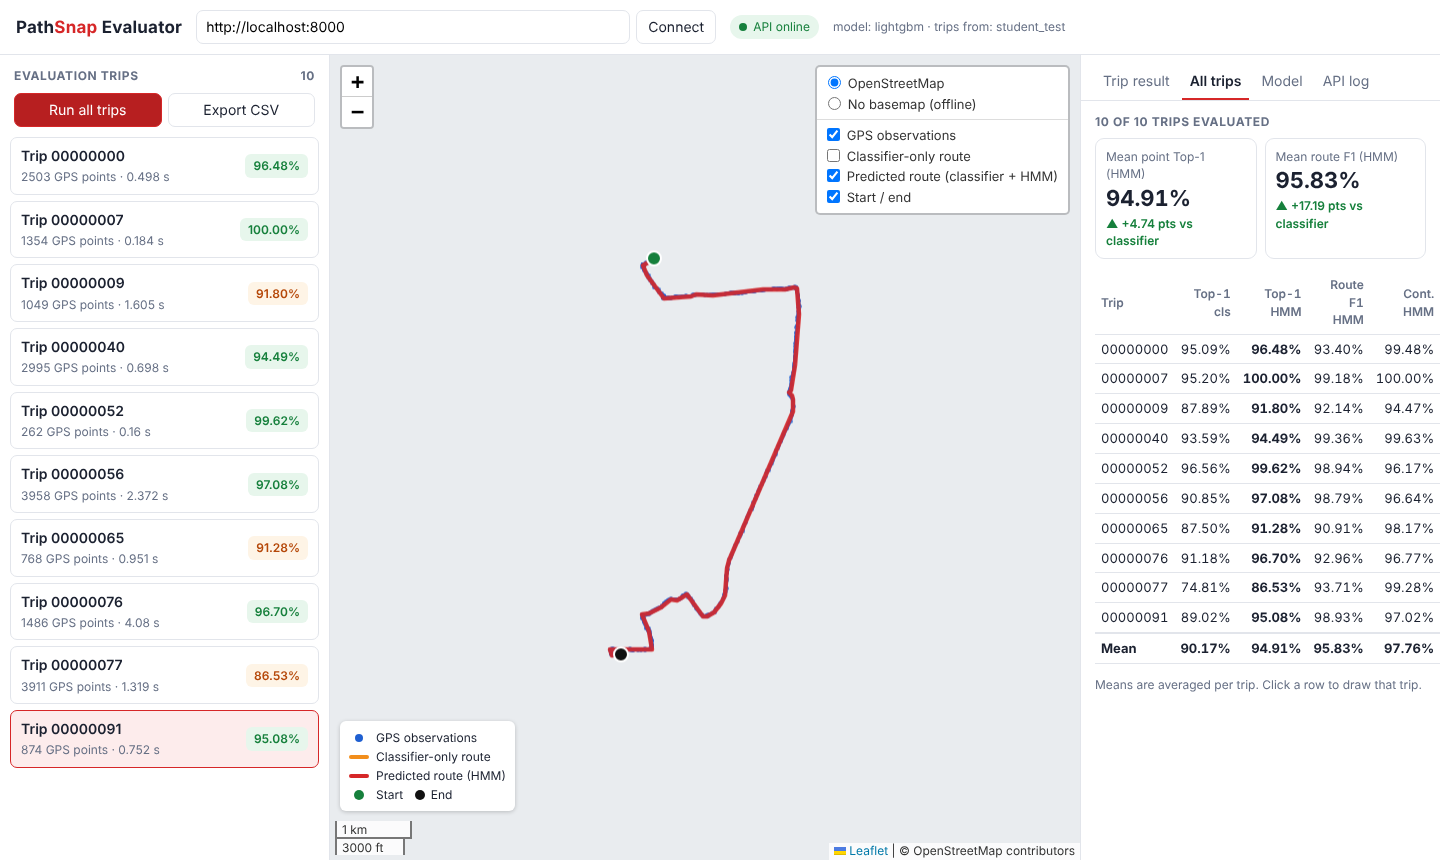 PathSnap Evaluator
http://localhost:8000
Connect
API online
model: lightgbm · trips from: student_test
EVALUATION TRIPS 10
Run all trips
Export CSV
Trip 00000000
2503 GPS points · 0.498 s
96.48%
Trip 00000007
1354 GPS points · 0.184 s
100.00%
Trip 00000009
1049 GPS points · 1.605 s
91.80%
Trip 00000040
2995 GPS points · 0.698 s
94.49%
Trip 00000052
262 GPS points · 0.16 s
99.62%
Trip 00000056
3958 GPS points · 2.372 s
97.08%
Trip 00000065
768 GPS points · 0.951 s
91.28%
Trip 00000076
1486 GPS points · 4.08 s
96.70%
Trip 00000077
3911 GPS points · 1.319 s
86.53%
Trip 00000091
874 GPS points · 0.752 s
95.08%
+
−
OpenStreetMap
No basemap (offline)
GPS observations
Classifier-only route
Predicted route (classifier + HMM)
Start / end
GPS observations
Classifier-only route
Predicted route (HMM)
Start End
1 km
3000 ft
Leaflet | © OpenStreetMap contributors
Trip result All trips Model API log
10 OF 10 TRIPS EVALUATED
Mean point Top-1
(HMM)
94.91%
▲ +4.74 pts vs
classifier
Mean route F1 (HMM)
95.83%
▲ +17.19 pts vs
classifier
Trip Top-1 cls Top-1 HMM Route F1 HMM Cont. HMM
00000000 95.09% 96.48% 93.40% 99.48%
00000007 95.20% 100.00% 99.18% 100.00%
00000009 87.89% 91.80% 92.14% 94.47%
00000040 93.59% 94.49% 99.36% 99.63%
00000052 96.56% 99.62% 98.94% 96.17%
00000056 90.85% 97.08% 98.79% 96.64%
00000065 87.50% 91.28% 90.91% 98.17%
00000076 91.18% 96.70% 92.96% 96.77%
00000077 74.81% 86.53% 93.71% 99.28%
00000091 89.02% 95.08% 98.93% 97.02%
Mean 90.17% 94.91% 95.83% 97.76%
Means are averaged per trip. Click a row to draw that trip.